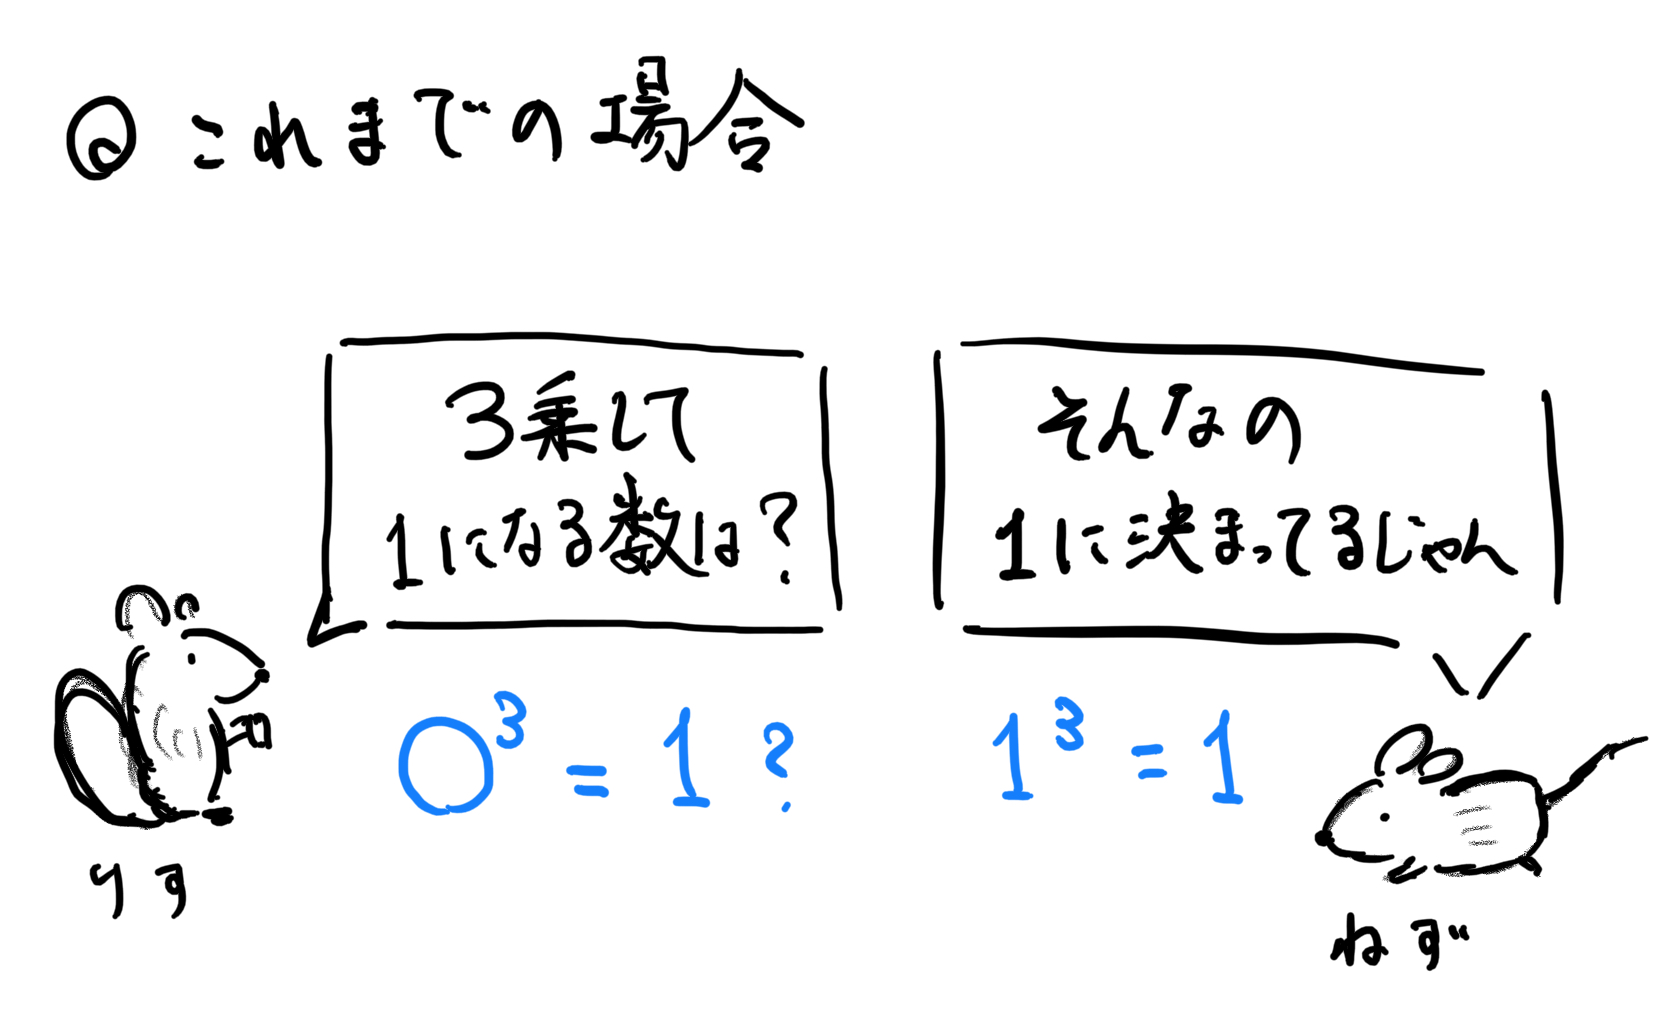 ◎ これまでの場合
3乗して
1になる数は?
そんなの
1に決まってるじゃん
○³ = 1 ?
1³ = 1
りす
ねず